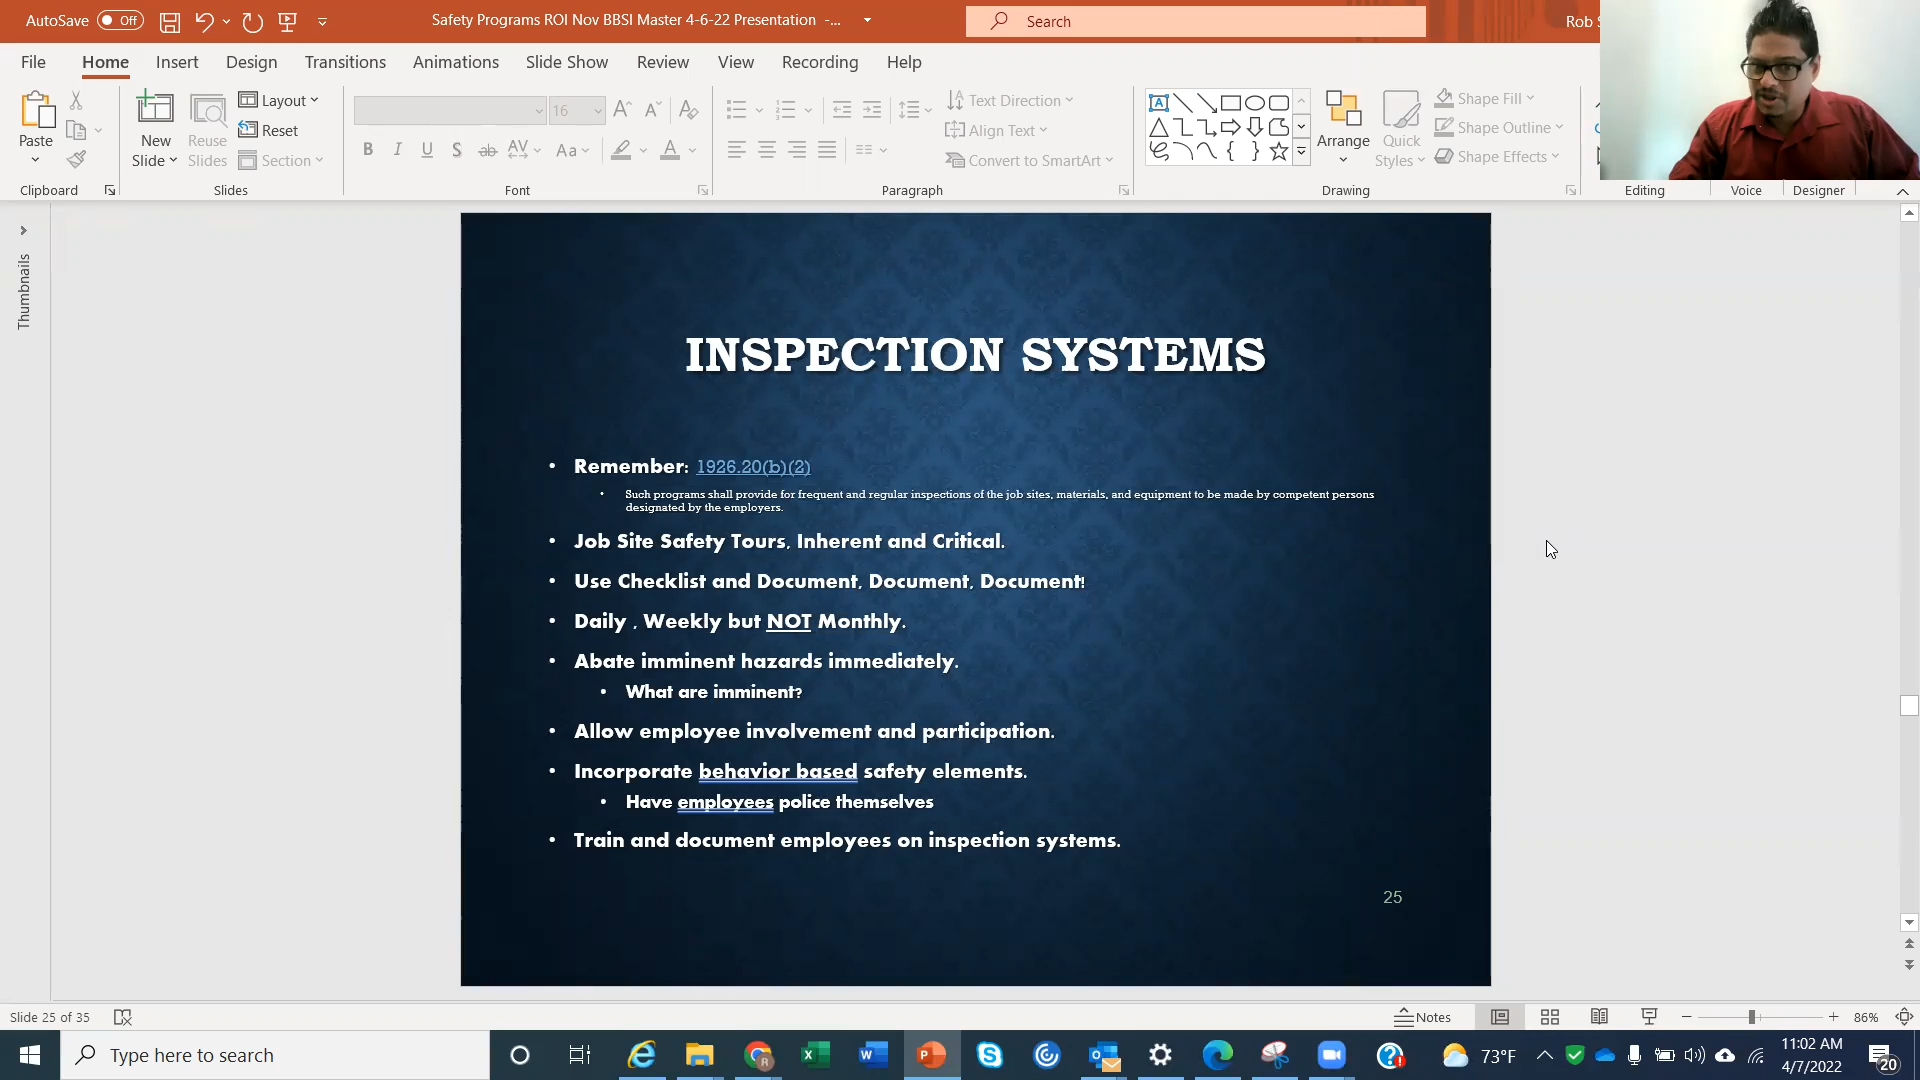 AutoSave Off
Safety Programs ROI Nov BBSI Master 4-6-22 Presentation -...
Search
Rob S
File Home Insert Design Transitions Animations Slide Show Review View Recording Help
Paste
New
Slide
Reuse
Slides
Layout
Reset
Section
16
B I U S ab AV Aa A
Text Direction
Align Text
Convert to SmartArt
Arrange
Quick
Styles
Shape Fill
Shape Outline
Shape Effects
Clipboard Slides Font Paragraph Drawing Editing Voice Designer
Thumbnails
INSPECTION SYSTEMS
• Remember: 1926.20(b)(2)
• Such programs shall provide for frequent and regular inspections of the job sites, materials, and equipment to be made by competent persons
designated by the employers.
• Job Site Safety Tours, Inherent and Critical.
• Use Checklist and Document, Document, Document!
• Daily , Weekly but NOT Monthly.
• Abate imminent hazards immediately.
• What are imminent?
• Allow employee involvement and participation.
• Incorporate behavior based safety elements.
• Have employees police themselves
• Train and document employees on inspection systems.
25
Slide 25 of 35
Notes
86%
Type here to search
73°F
11:02 AM
4/7/2022
20